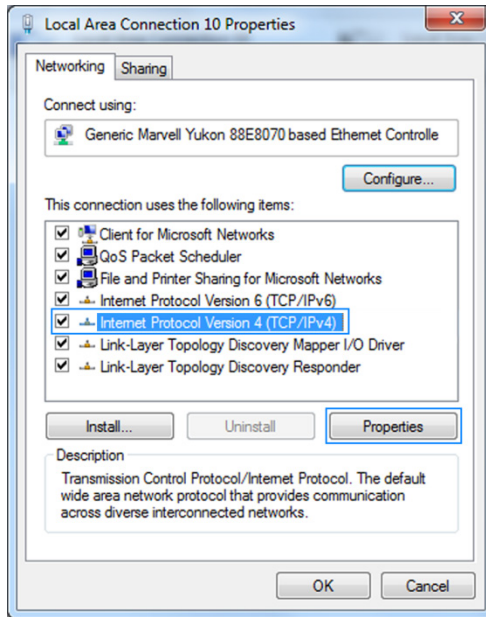 Local Area Connection 10 Properties
Networking
Sharing
Connect using:
Generic Marvell Yukon 88E8070 based Ethernet Controlle
Configure...
This connection uses the following items:
Client for Microsoft Networks
QoS Packet Scheduler
File and Printer Sharing for Microsoft Networks
Internet Protocol Version 6 (TCP/IPv6)
Internet Protocol Version 4 (TCP/IPv4)
Link-Layer Topology Discovery Mapper I/O Driver
Link-Layer Topology Discovery Responder
Install...
Uninstall
Properties
Description
Transmission Control Protocol/Internet Protocol. The default
wide area network protocol that provides communication
across diverse interconnected networks.
OK
Cancel